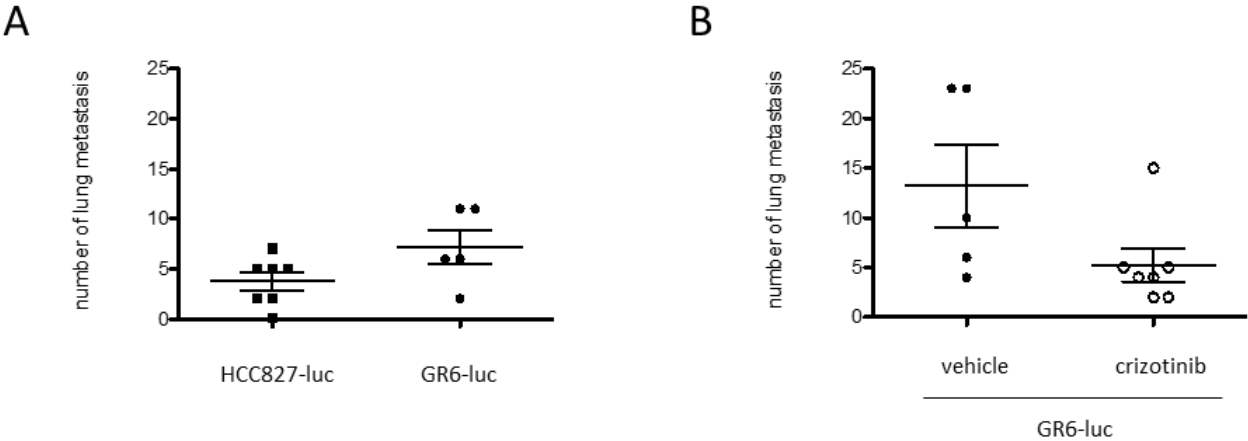 A
number of lung metastasis
25
20
15
10
5
0
HCC827-luc GR6-luc
B
number of lung metastasis
25
20
15
10
5
0
vehicle crizotinib
GR6-luc